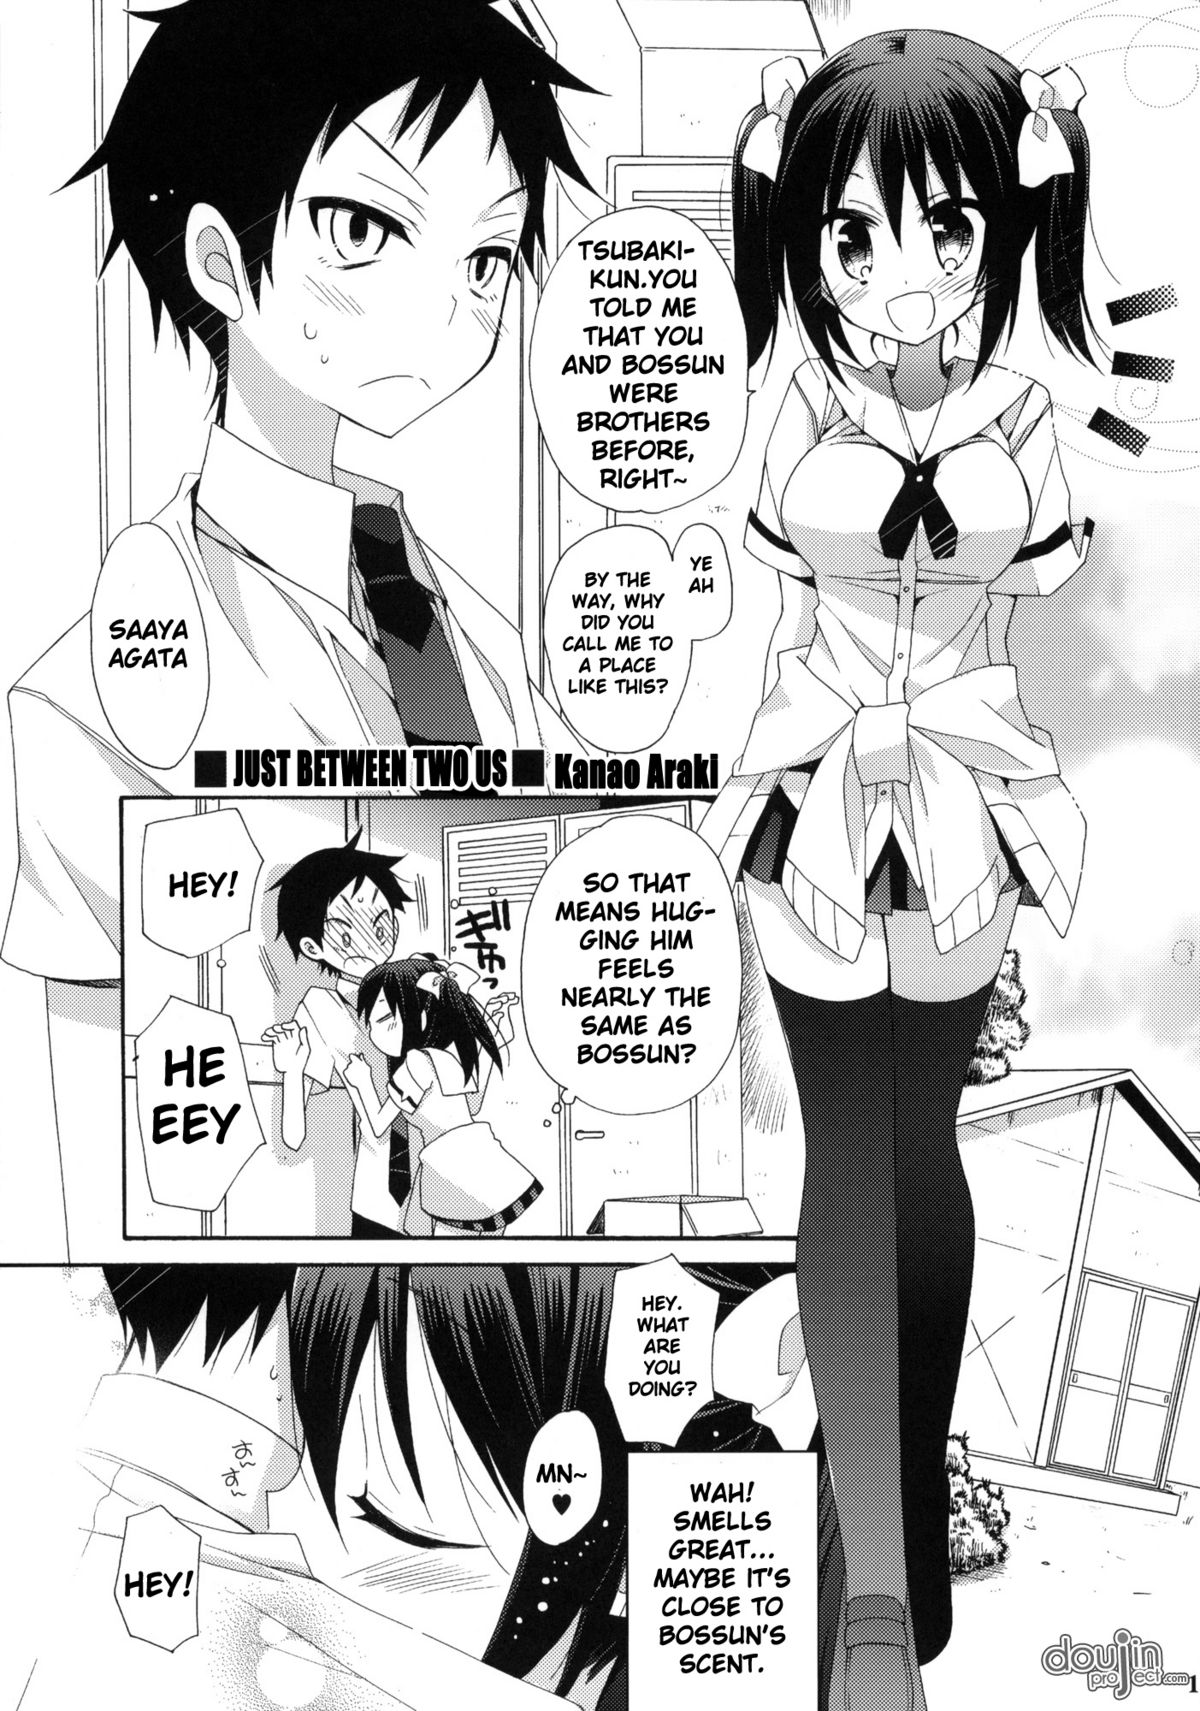 TSUBAKI-
KUN.YOU
TOLD ME
THAT YOU
AND BOSSUN
WERE
BROTHERS
BEFORE,
RIGHT~
YE
AH
BY THE
WAY, WHY
DID YOU
CALL ME TO
A PLACE
LIKE THIS?
SAAYA
AGATA
■ JUST BETWEEN TWO US ■ Kanao Araki
SO THAT
MEANS HUG-
GING HIM
FEELS
NEARLY THE
SAME AS
BOSSUN?
ギュッ
HEY!
HE
EEY
HEY.
WHAT
ARE
YOU
DOING?
MN~
♥
WAH!
SMELLS
GREAT...
MAYBE IT'S
CLOSE TO
BOSSUN'S
SCENT.
HEY!
doujin
project.com
1